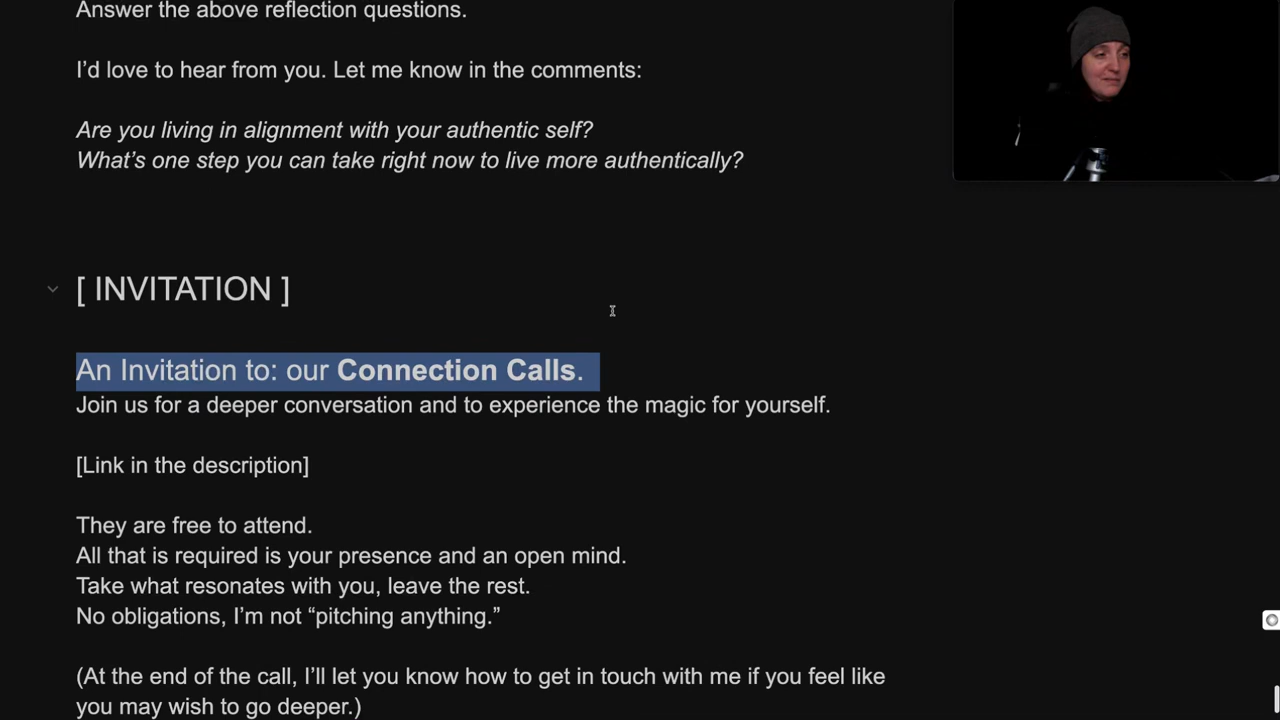 Answer the above reflection questions.
I’d love to hear from you. Let me know in the comments:
Are you living in alignment with your authentic self?
What’s one step you can take right now to live more authentically?
[ INVITATION ]
An Invitation to: our Connection Calls.
Join us for a deeper conversation and to experience the magic for yourself.
[Link in the description]
They are free to attend.
All that is required is your presence and an open mind.
Take what resonates with you, leave the rest.
No obligations, I’m not “pitching anything.”
(At the end of the call, I’ll let you know how to get in touch with me if you feel like
you may wish to go deeper.)